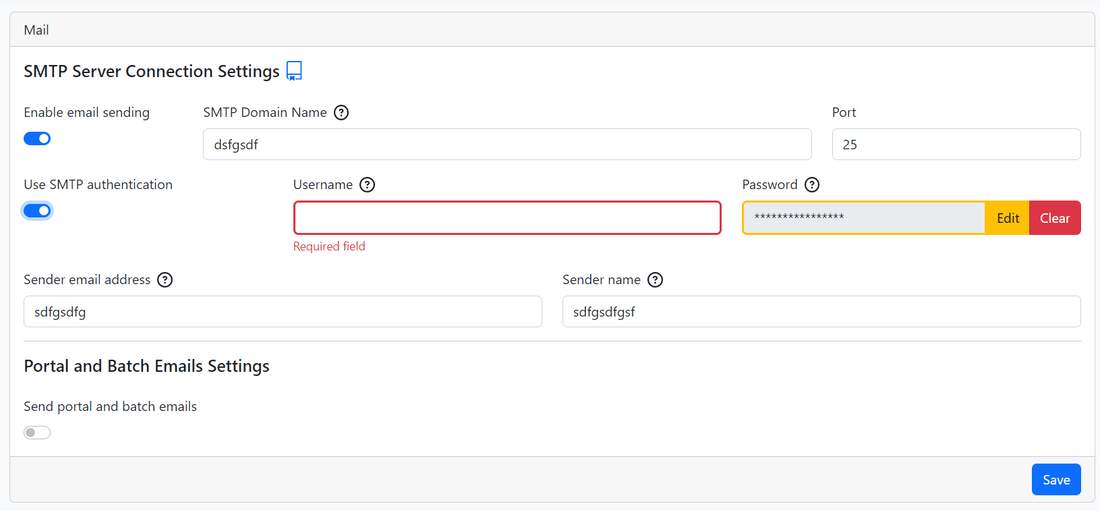 Mail
SMTP Server Connection Settings
Enable email sending
SMTP Domain Name ?
Port
dsfgsdf
25
Use SMTP authentication
Username ?
Password ?
****************
Edit
Clear
Required field
Sender email address ?
Sender name ?
sdfgsdfg
sdfgsdfgsf
Portal and Batch Emails Settings
Send portal and batch emails
Save